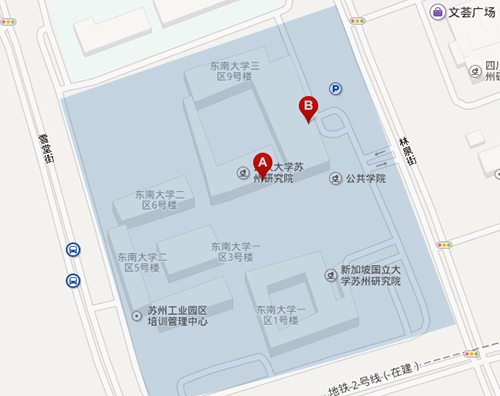 文荟广场
四川
州研
东南大学三
区9号楼
P
B
雪堂街
林泉街
A
大学苏
州研究院
公共学院
东南大学二
区6号楼
东南大学一
区3号楼
东南大学二
区5号楼
新加坡国立大
学苏州研究院
苏州工业园区
培训管理中心
东南大学一
区1号楼
地铁2号线(在建)